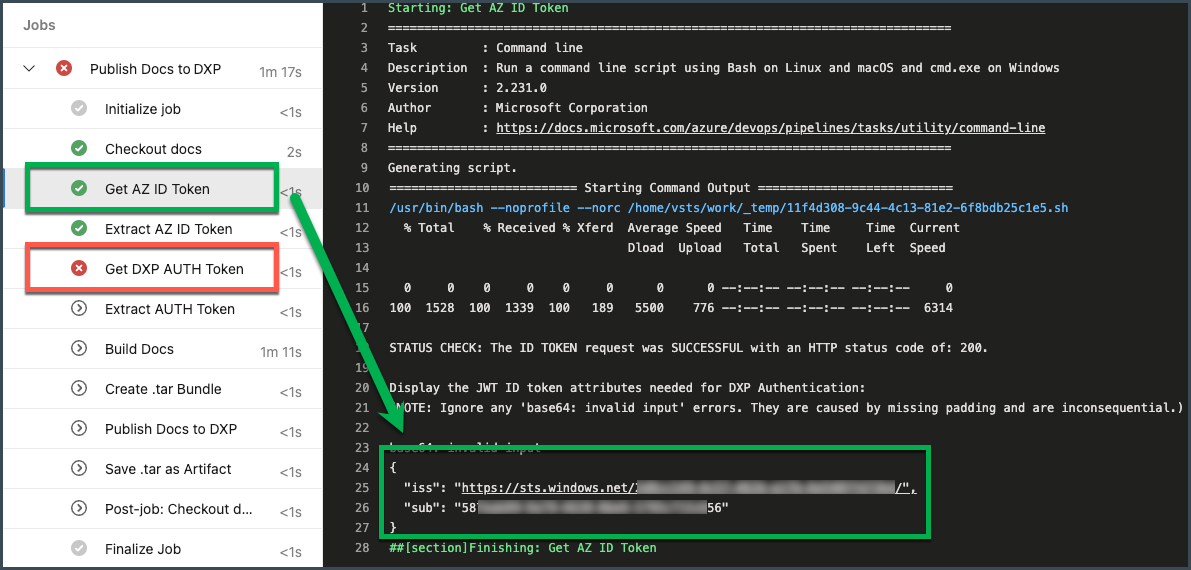 Jobs
Publish Docs to DXP 1m 17s
Initialize job <1s
Checkout docs 2s
Get AZ ID Token <1s
Extract AZ ID Token <1s
Get DXP AUTH Token <1s
Extract AUTH Token <1s
Build Docs 1m 11s
Create .tar Bundle <1s
Publish Docs to DXP <1s
Save .tar as Artifact <1s
Post-job: Checkout d... <1s
Finalize Job <1s
1 Starting: Get AZ ID Token
2 ==============================================================================
3 Task : Command line
4 Description : Run a command line script using Bash on Linux and macOS and cmd.exe on Windows
5 Version : 2.231.0
6 Author : Microsoft Corporation
7 Help : https://docs.microsoft.com/azure/devops/pipelines/tasks/utility/command-line
8 ==============================================================================
9 Generating script.
10 ========================== Starting Command Output ===========================
11 /usr/bin/bash --noprofile --norc /home/vsts/work/_temp/11f4d308-9c44-4c13-81e2-6f8bdb25c1e5.sh
12 % Total % Received % Xferd Average Speed Time Time Time Current
13 Dload Upload Total Spent Left Speed
14
15 0 0 0 0 0 0 0 0 --:--:-- --:--:-- --:--:-- 0
16 100 1528 100 1339 100 189 5500 776 --:--:-- --:--:-- --:--:-- 6314
17
STATUS CHECK: The ID TOKEN request was SUCCESSFUL with an HTTP status code of: 200.
19
20 Display the JWT ID token attributes needed for DXP Authentication:
21 NOTE: Ignore any 'base64: invalid input' errors. They are caused by missing padding and are inconsequential.)
22
23 base64: invalid input
24 {
25 "iss": "https://sts.windows.net/ /",
26 "sub": "587 56"
27 }
28 ##[section]Finishing: Get AZ ID Token